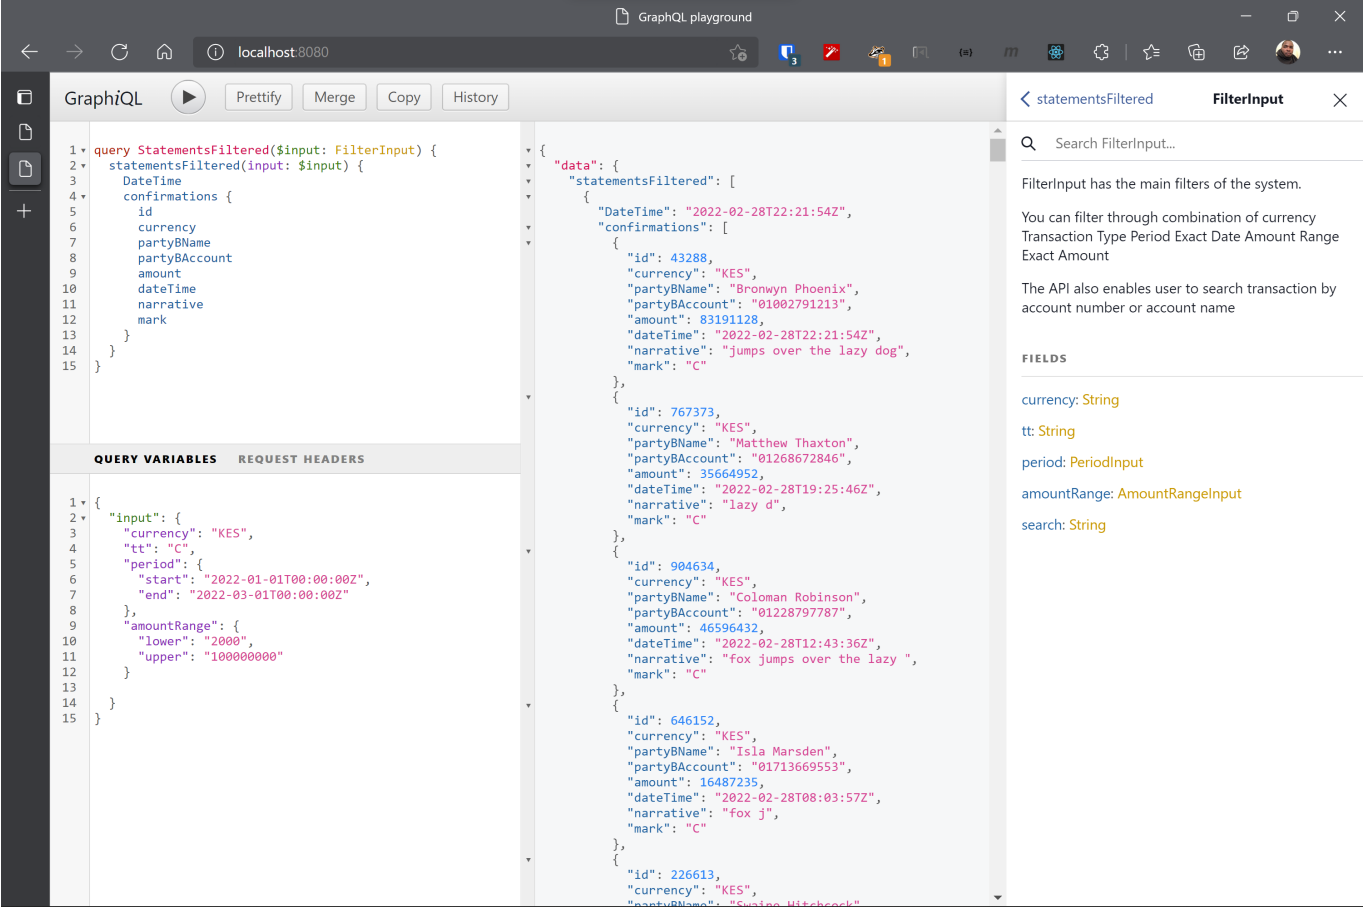 GraphQL playground
localhost:8080
3
1
m
GraphiQL
Prettify
Merge
Copy
History
1 query StatementsFiltered($input: FilterInput) {
2 statementsFiltered(input: $input) {
3 DateTime
4 confirmations {
5 id
6 currency
7 partyBName
8 partyBAccount
9 amount
10 dateTime
11 narrative
12 mark
13 }
14 }
15 }
QUERY VARIABLES
REQUEST HEADERS
1 {
2 "input": {
3 "currency": "KES",
4 "tt": "C",
5 "period": {
6 "start": "2022-01-01T00:00:00Z",
7 "end": "2022-03-01T00:00:00Z"
8 },
9 "amountRange": {
10 "lower": "2000",
11 "upper": "100000000"
12 }
13
14 }
15 }
{
"data": {
"statementsFiltered": [
{
"DateTime": "2022-02-28T22:21:54Z",
"confirmations": [
{
"id": 43288,
"currency": "KES",
"partyBName": "Bronwyn Phoenix",
"partyBAccount": "01002791213",
"amount": 83191128,
"dateTime": "2022-02-28T22:21:54Z",
"narrative": "jumps over the lazy dog",
"mark": "C"
},
{
"id": 767373,
"currency": "KES",
"partyBName": "Matthew Thaxton",
"partyBAccount": "01268672846",
"amount": 35664952,
"dateTime": "2022-02-28T19:25:46Z",
"narrative": "lazy d",
"mark": "C"
},
{
"id": 904634,
"currency": "KES",
"partyBName": "Coloman Robinson",
"partyBAccount": "01228797787",
"amount": 46596432,
"dateTime": "2022-02-28T12:43:36Z",
"narrative": "fox jumps over the lazy ",
"mark": "C"
},
{
"id": 646152,
"currency": "KES",
"partyBName": "Isla Marsden",
"partyBAccount": "01713669553",
"amount": 16487235,
"dateTime": "2022-02-28T08:03:57Z",
"narrative": "fox j",
"mark": "C"
},
{
"id": 226613,
"currency": "KES",
"partyBName": "Swaine Hitchcock"
statementsFiltered
FilterInput
Search FilterInput...
FilterInput has the main filters of the system.
You can filter through combination of currency
Transaction Type Period Exact Date Amount Range
Exact Amount
The API also enables user to search transaction by
account number or account name
FIELDS
currency: String
tt: String
period: PeriodInput
amountRange: AmountRangeInput
search: String